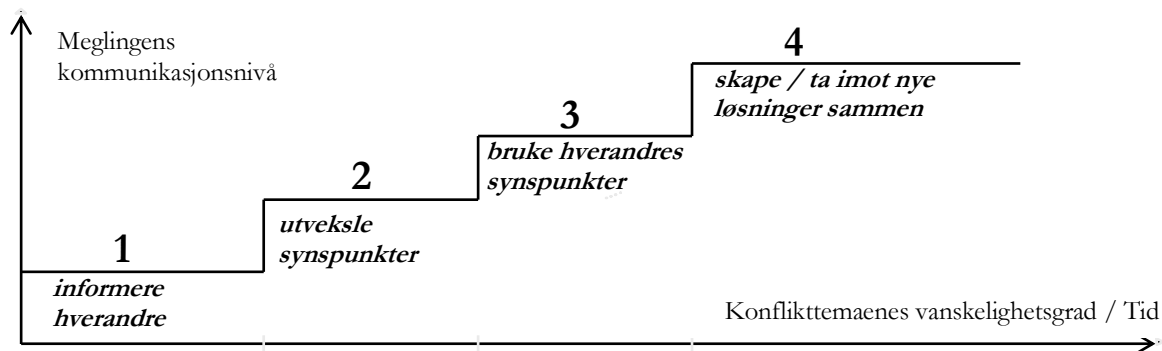 Meglingens
kommunikasjonsnivå
4
skape / ta imot nye
løsninger sammen
3
bruke hverandres
synspunkter
2
utveksle
synspunkter
1
informere
hverandre
Konflikttemaenes vanskelighetsgrad / Tid